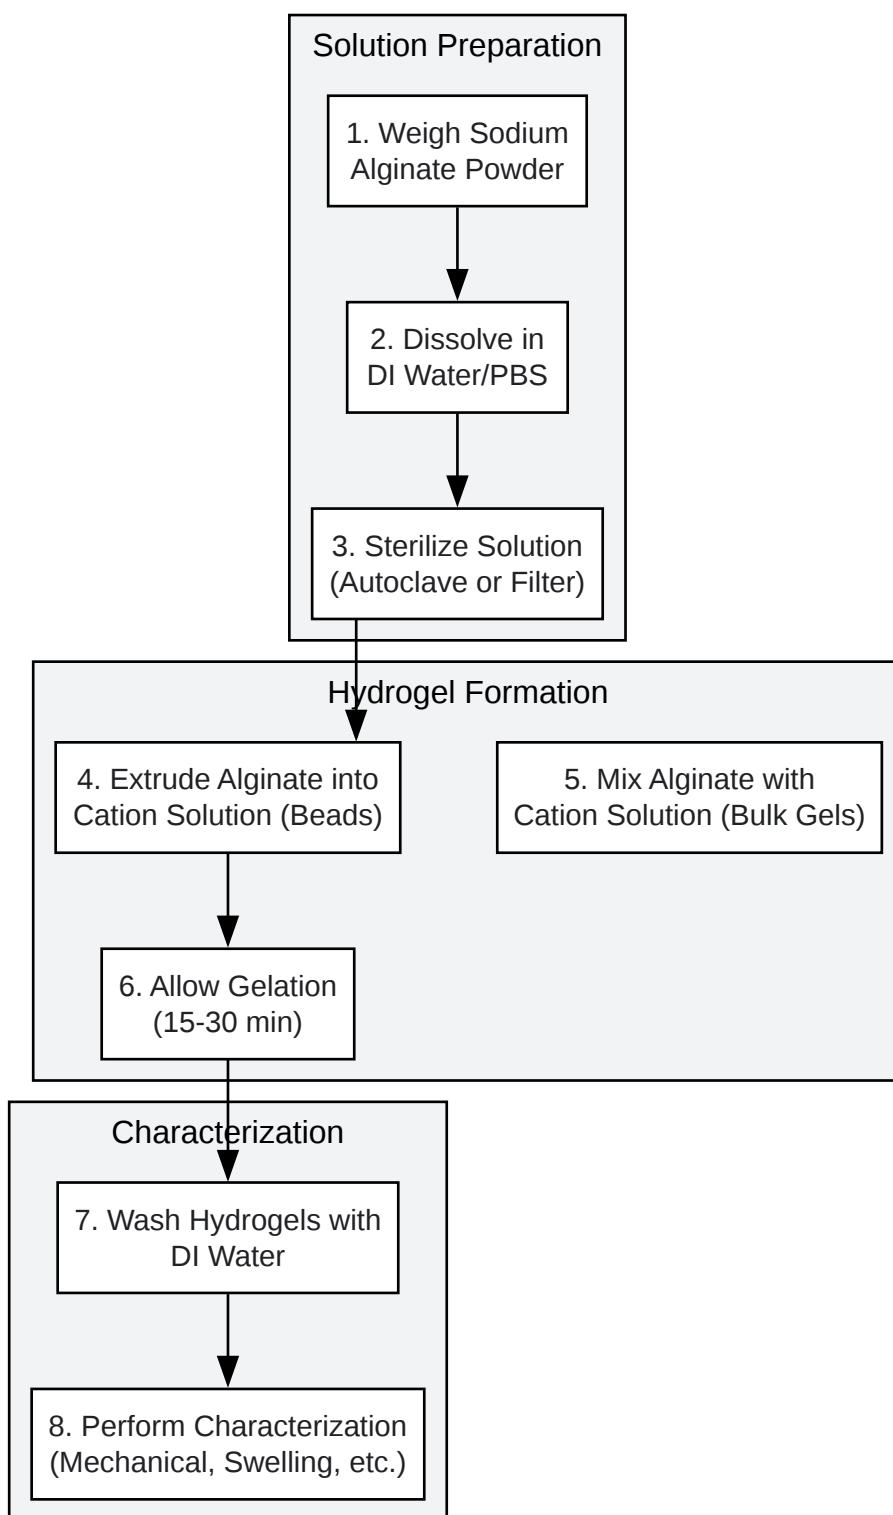 Solution Preparation
1. Weigh Sodium
Alginate Powder
2. Dissolve in
DI Water/PBS
3. Sterilize Solution
(Autoclave or Filter)
Hydrogel Formation
4. Extrude Alginate into
Cation Solution (Beads)
5. Mix Alginate with
Cation Solution (Bulk Gels)
6. Allow Gelation
(15-30 min)
Characterization
7. Wash Hydrogels with
DI Water
8. Perform Characterization
(Mechanical, Swelling, etc.)